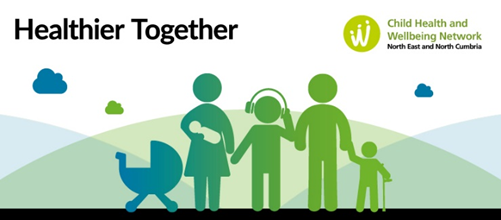 Healthier Together
Child Health and
Wellbeing Network
North East and North Cumbria